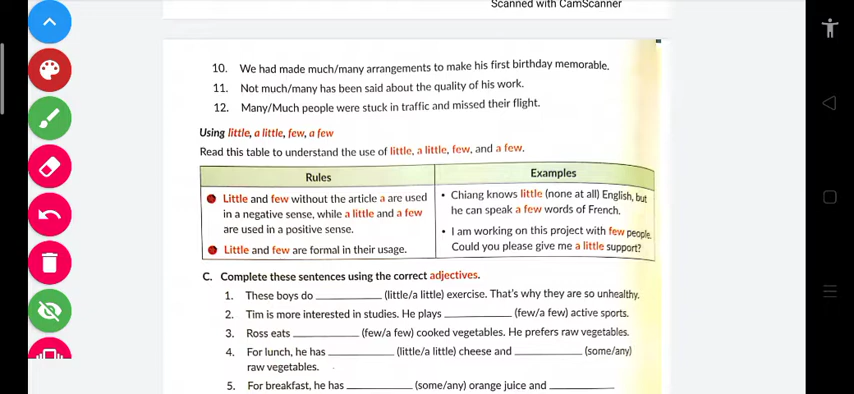 Scanned with CamScanner
10. We had made much/many arrangements to make his first birthday memorable.
11. Not much/many has been said about the quality of his work.
12. Many/Much people were stuck in traffic and missed their flight.
Using little, a little, few, a few
Read this table to understand the use of little, a little, few, and a few.
Rules
Examples
Little and few without the article a are used
in a negative sense, while a little and a few
are used in a positive sense.
Little and few are formal in their usage.
• Chiang knows little (none at all) English, but
he can speak a few words of French.
• I am working on this project with few people.
Could you please give me a little support?
C. Complete these sentences using the correct adjectives.
1. These boys do ____________ (little/a little) exercise. That's why they are so unhealthy.
2. Tim is more interested in studies. He plays ____________ (few/a few) active sports.
3. Ross eats ____________ (few/a few) cooked vegetables. He prefers raw vegetables.
4. For lunch, he has ____________ (little/a little) cheese and ____________ (some/any)
raw vegetables.
5. For breakfast, he has ____________ (some/any) orange juice and ____________